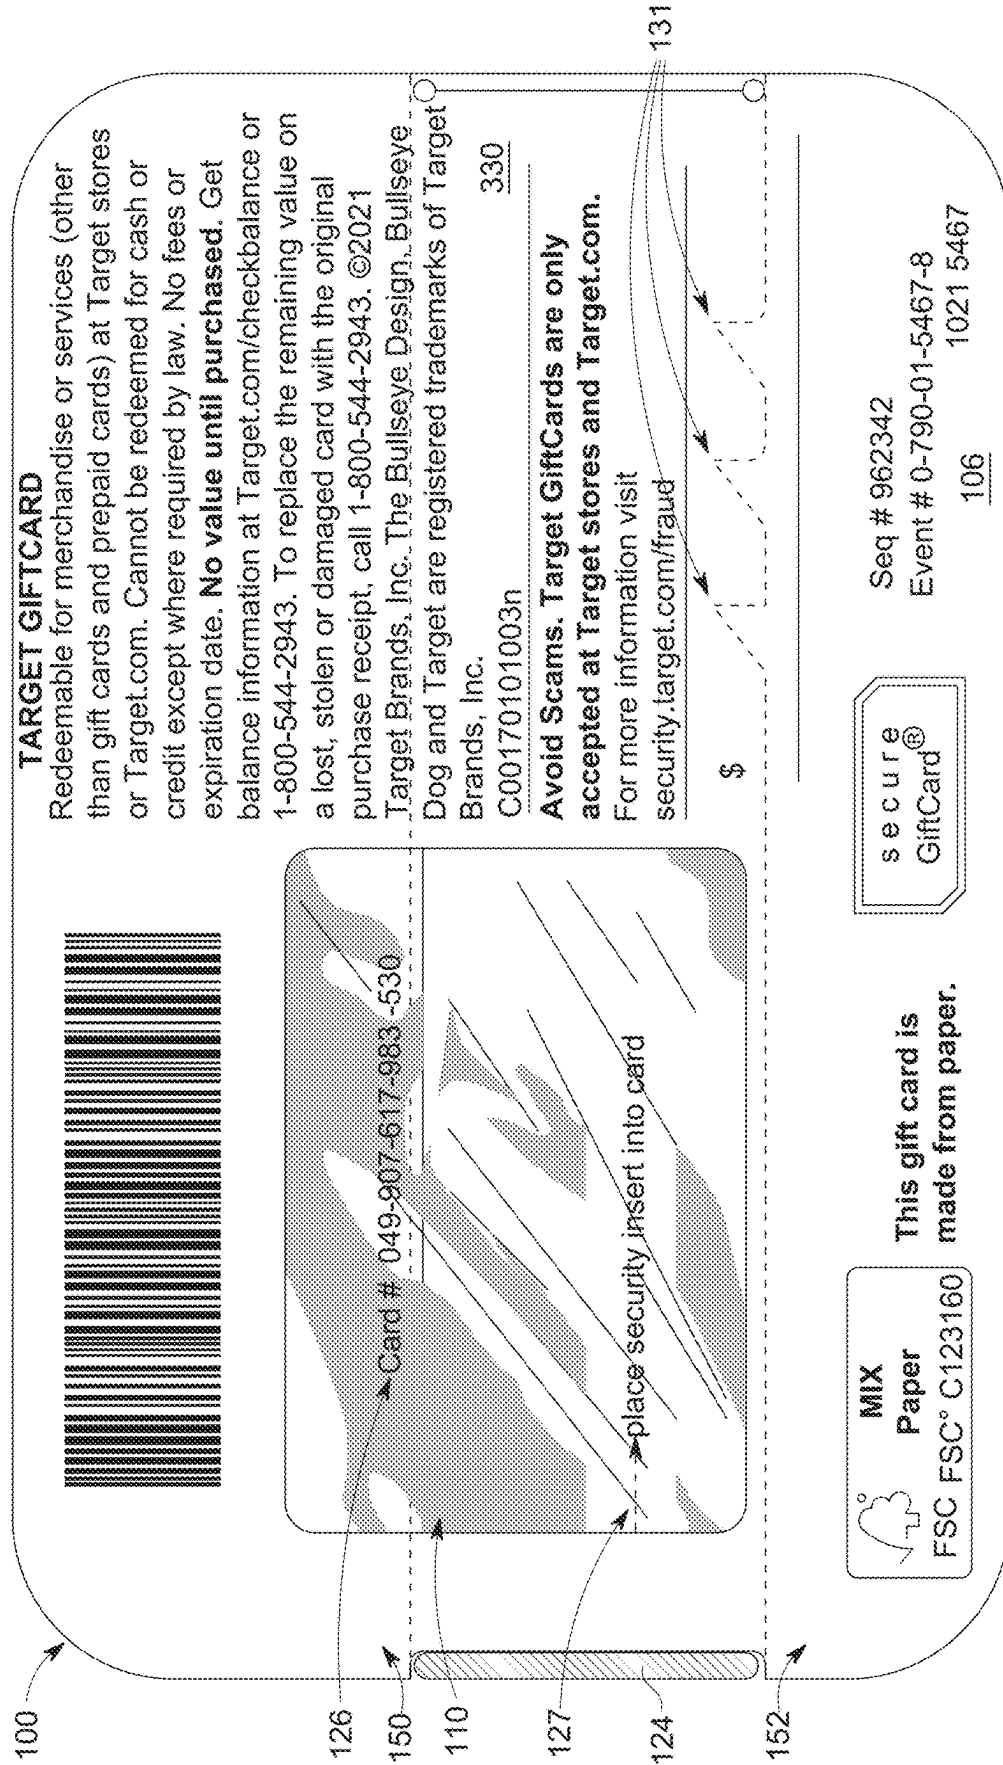 100
TARGET GIFTCARD
Redeemable for merchandise or services (other
than gift cards and prepaid cards) at Target stores
or Target.com. Cannot be redeemed for cash or
credit except where required by law. No fees or
expiration date. No value until purchased. Get
balance information at Target.com/checkbalance or
1-800-544-2943. To replace the remaining value on
a lost, stolen or damaged card with the original
purchase receipt, call 1-800-544-2943. ©2021
Target Brands, Inc. The Bullseye Design, Bullseye
Dog and Target are registered trademarks of Target
Brands, Inc.
330
C00170101003n
Avoid Scams. Target GiftCards are only
accepted at Target stores and Target.com.
For more information visit
security.target.com/fraud
131
$
126
Card # 049-907-617-983 -530
150
110
127
place security insert into card
124
152
MIX
Paper
FSC FSC° C123160
This gift card is
made from paper.
secure
GiftCard®
Seq # 962342
Event # 0-790-01-5467-8
106
1021 5467